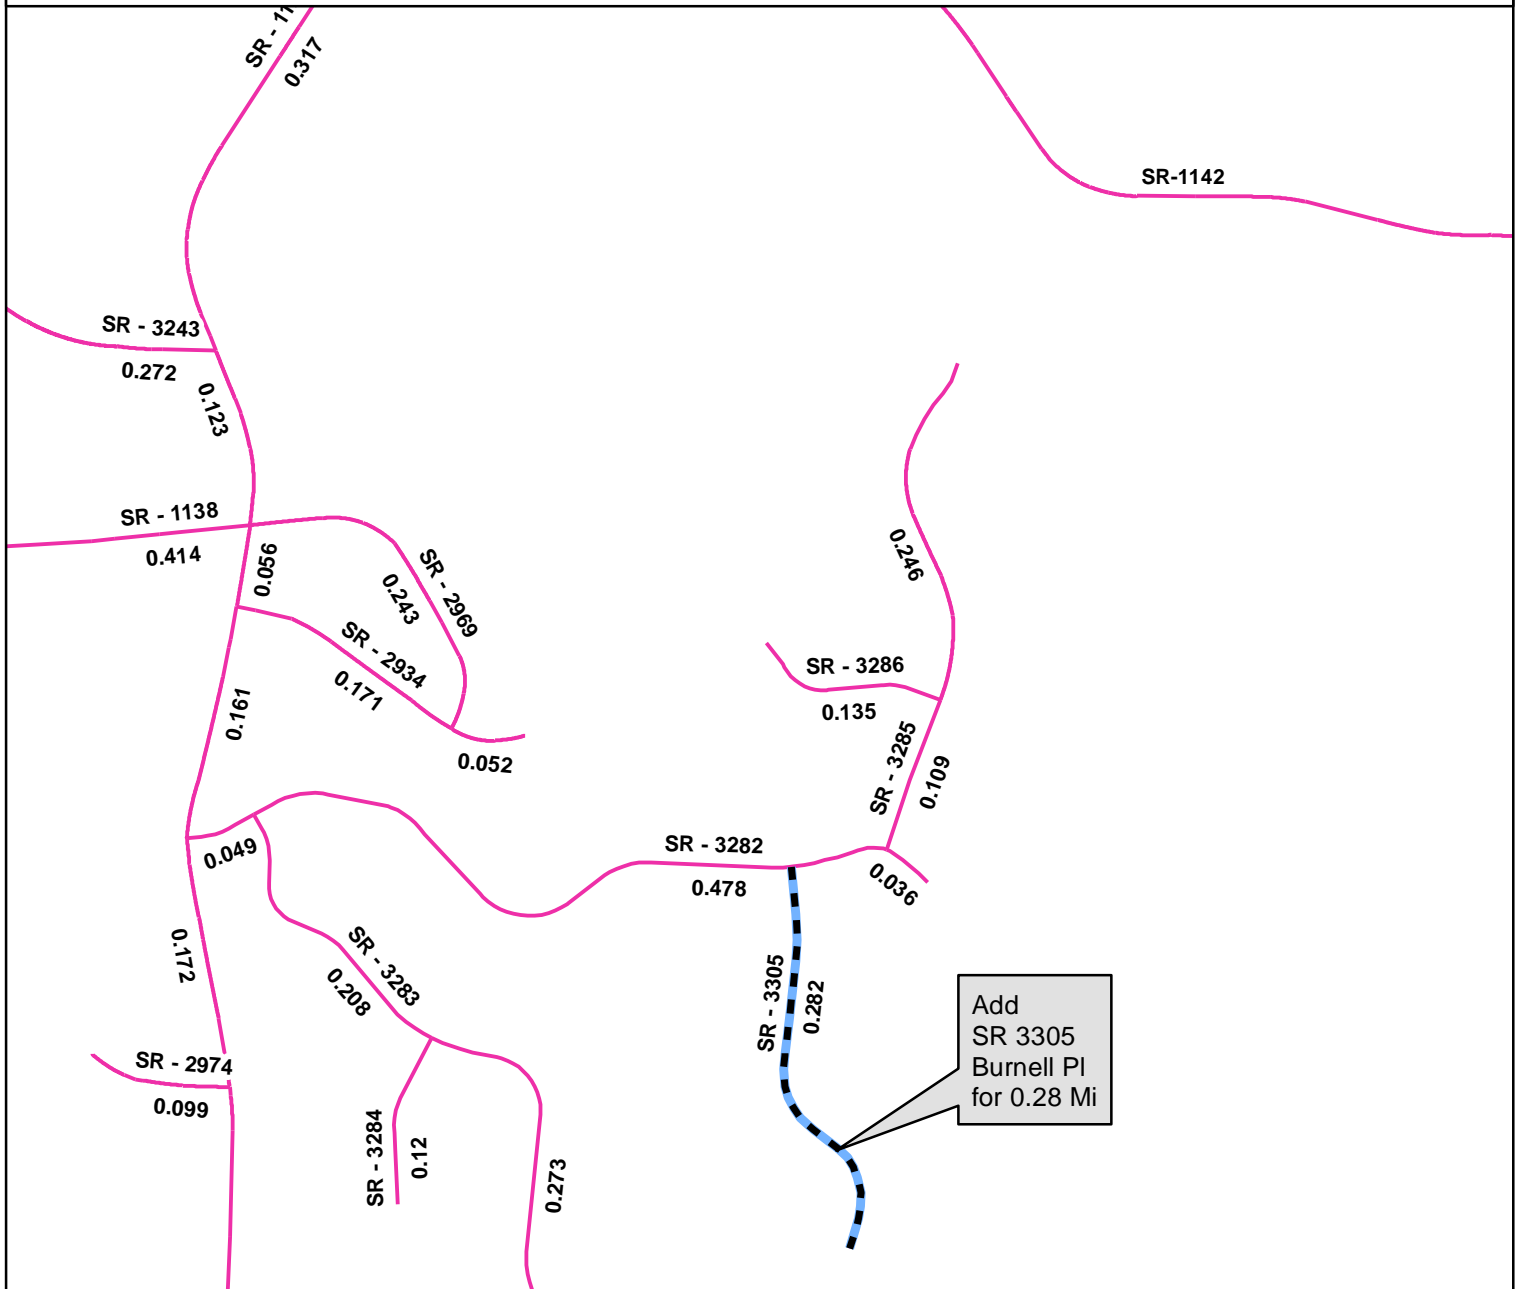 SR - 11
0.317
SR-1142
SR - 3243
0.272
0.123
SR - 1138
0.414
0.056
SR - 2969
0.243
0.246
SR - 2934
0.171
SR - 3286
0.135
0.161
0.052
SR - 3285
0.109
0.049
SR - 3282
0.478
0.036
0.172
SR - 3283
0.208
SR - 3305
0.282
Add
SR 3305
Burnell Pl
for 0.28 Mi
SR - 2974
0.099
SR - 3284
0.12
0.273